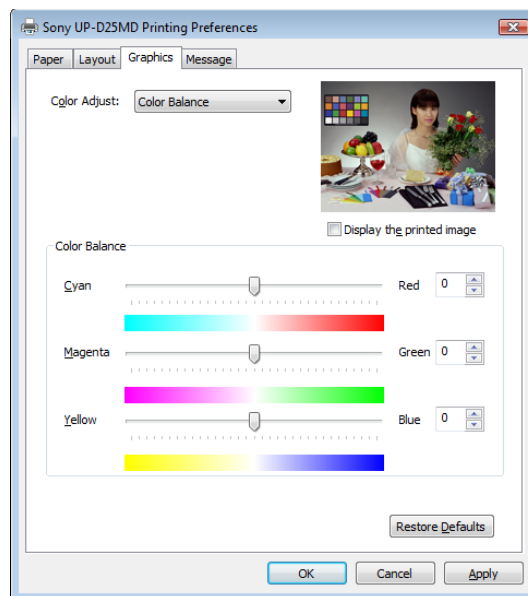 Sony UP-D25MD Printing Preferences
Paper Layout Graphics Message
Color Adjust: Color Balance
Display the printed image
Color Balance
Cyan Red 0
Magenta Green 0
Yellow Blue 0
Restore Defaults
OK Cancel Apply